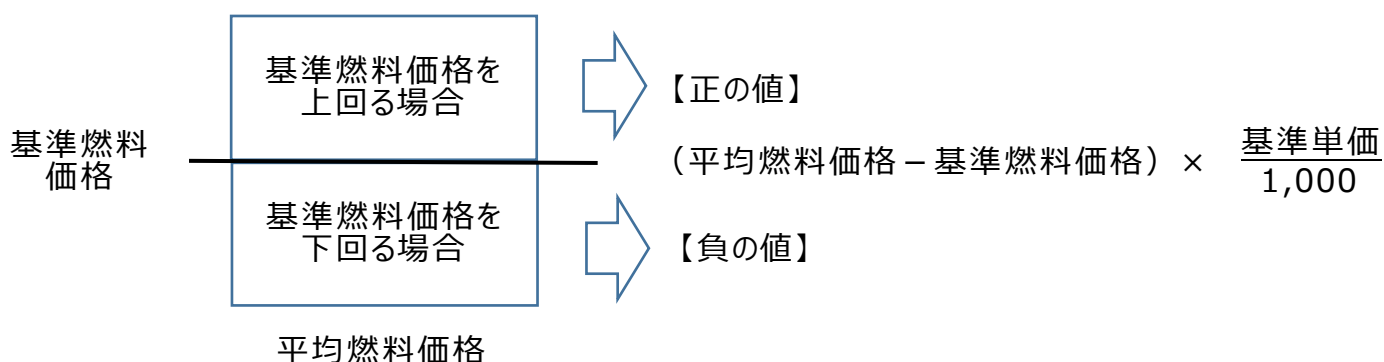 基準燃料
価格
基準燃料価格を
上回る場合
基準燃料価格を
下回る場合
平均燃料価格
【正の値】
（平均燃料価格－基準燃料価格）× 基準単価
1,000
【負の値】